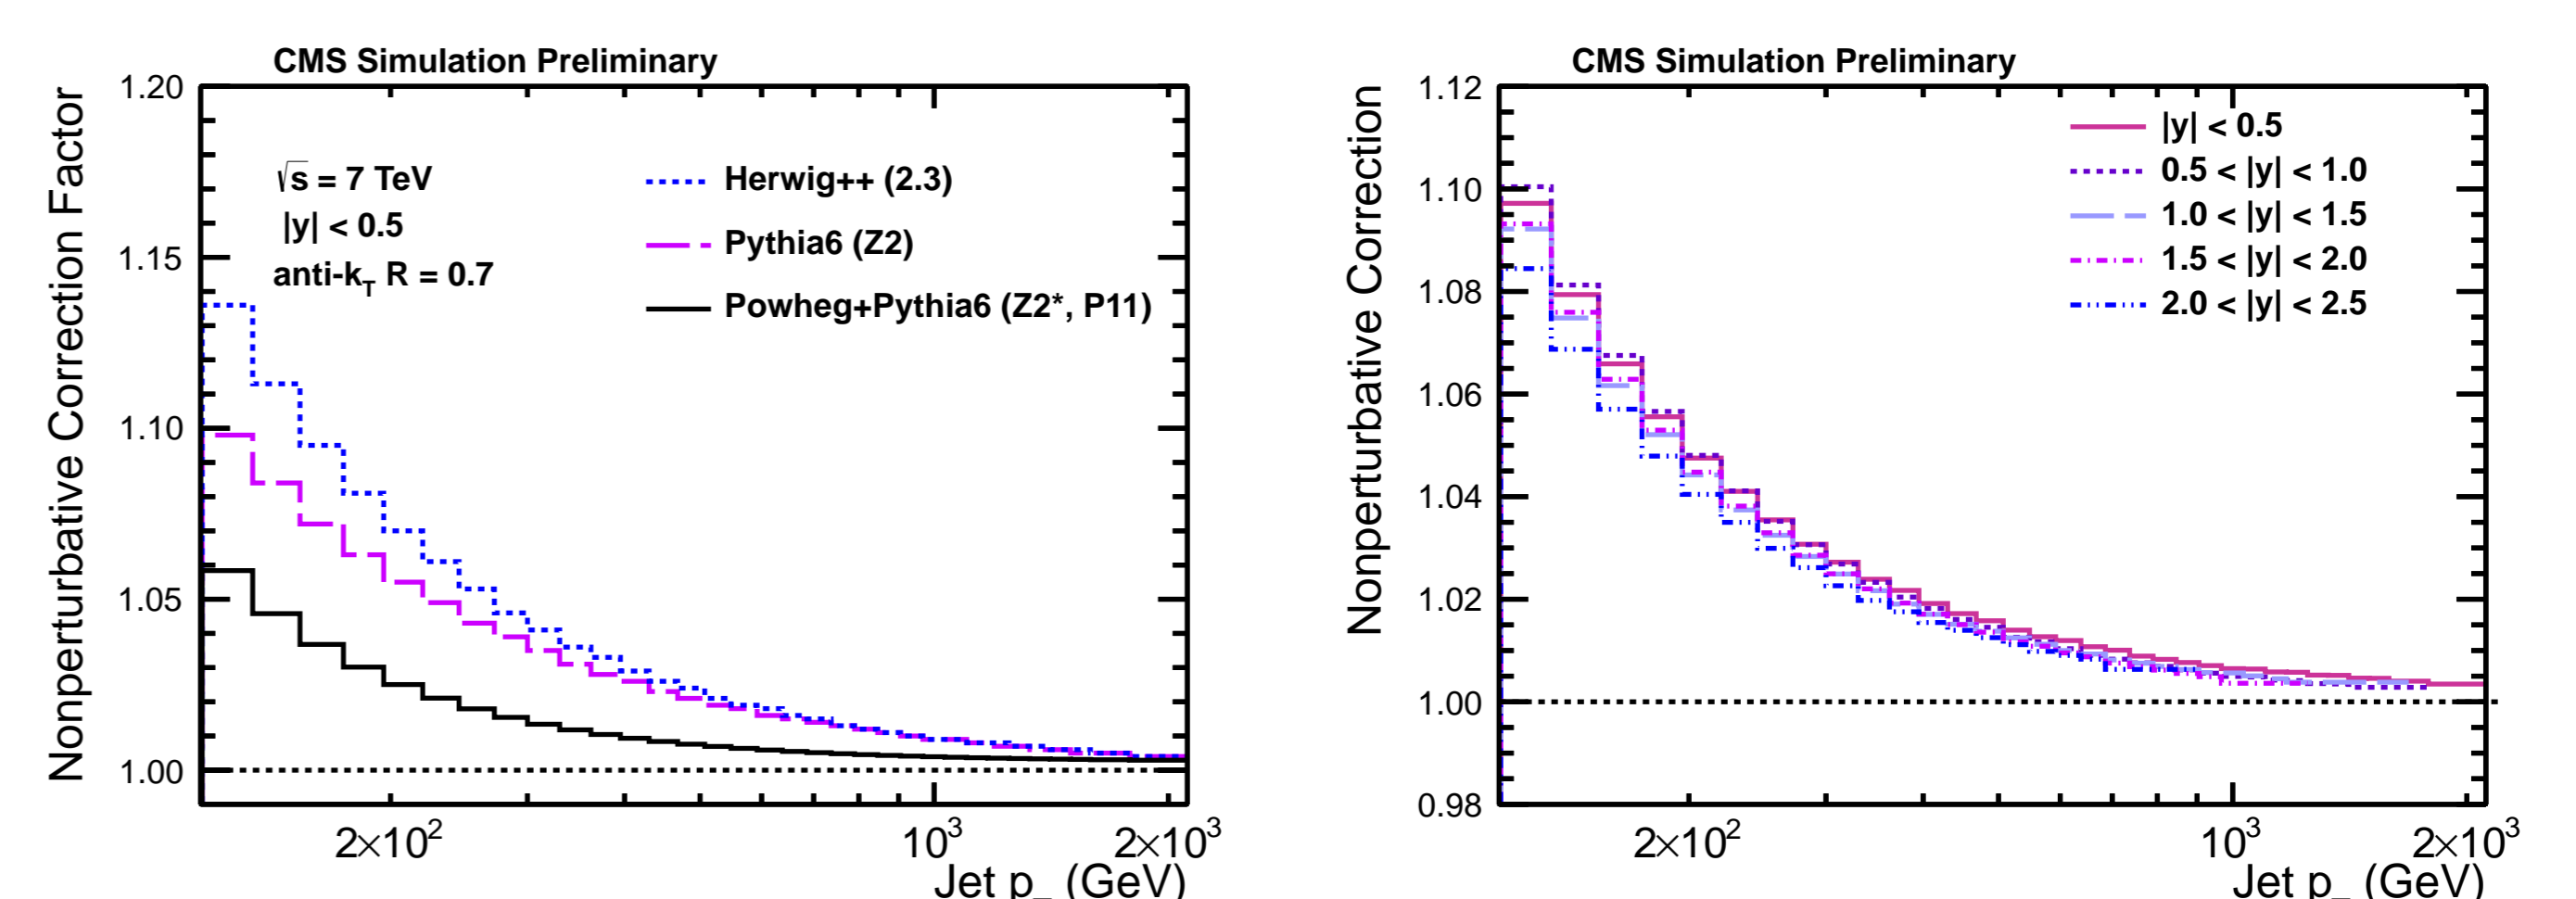 CMS Simulation Preliminary
Nonperturbative Correction Factor
1.20
1.15
1.10
1.05
1.00
√s = 7 TeV
|y| < 0.5
anti-k_T R = 0.7
Herwig++ (2.3)
Pythia6 (Z2)
Powheg+Pythia6 (Z2*, P11)
2×10²
10³
2×10³
Jet p (GeV)
CMS Simulation Preliminary
Nonperturbative Correction
1.12
1.10
1.08
1.06
1.04
1.02
1.00
0.98
|y| < 0.5
0.5 < |y| < 1.0
1.0 < |y| < 1.5
1.5 < |y| < 2.0
2.0 < |y| < 2.5
2×10²
10³
2×10³
Jet p (GeV)